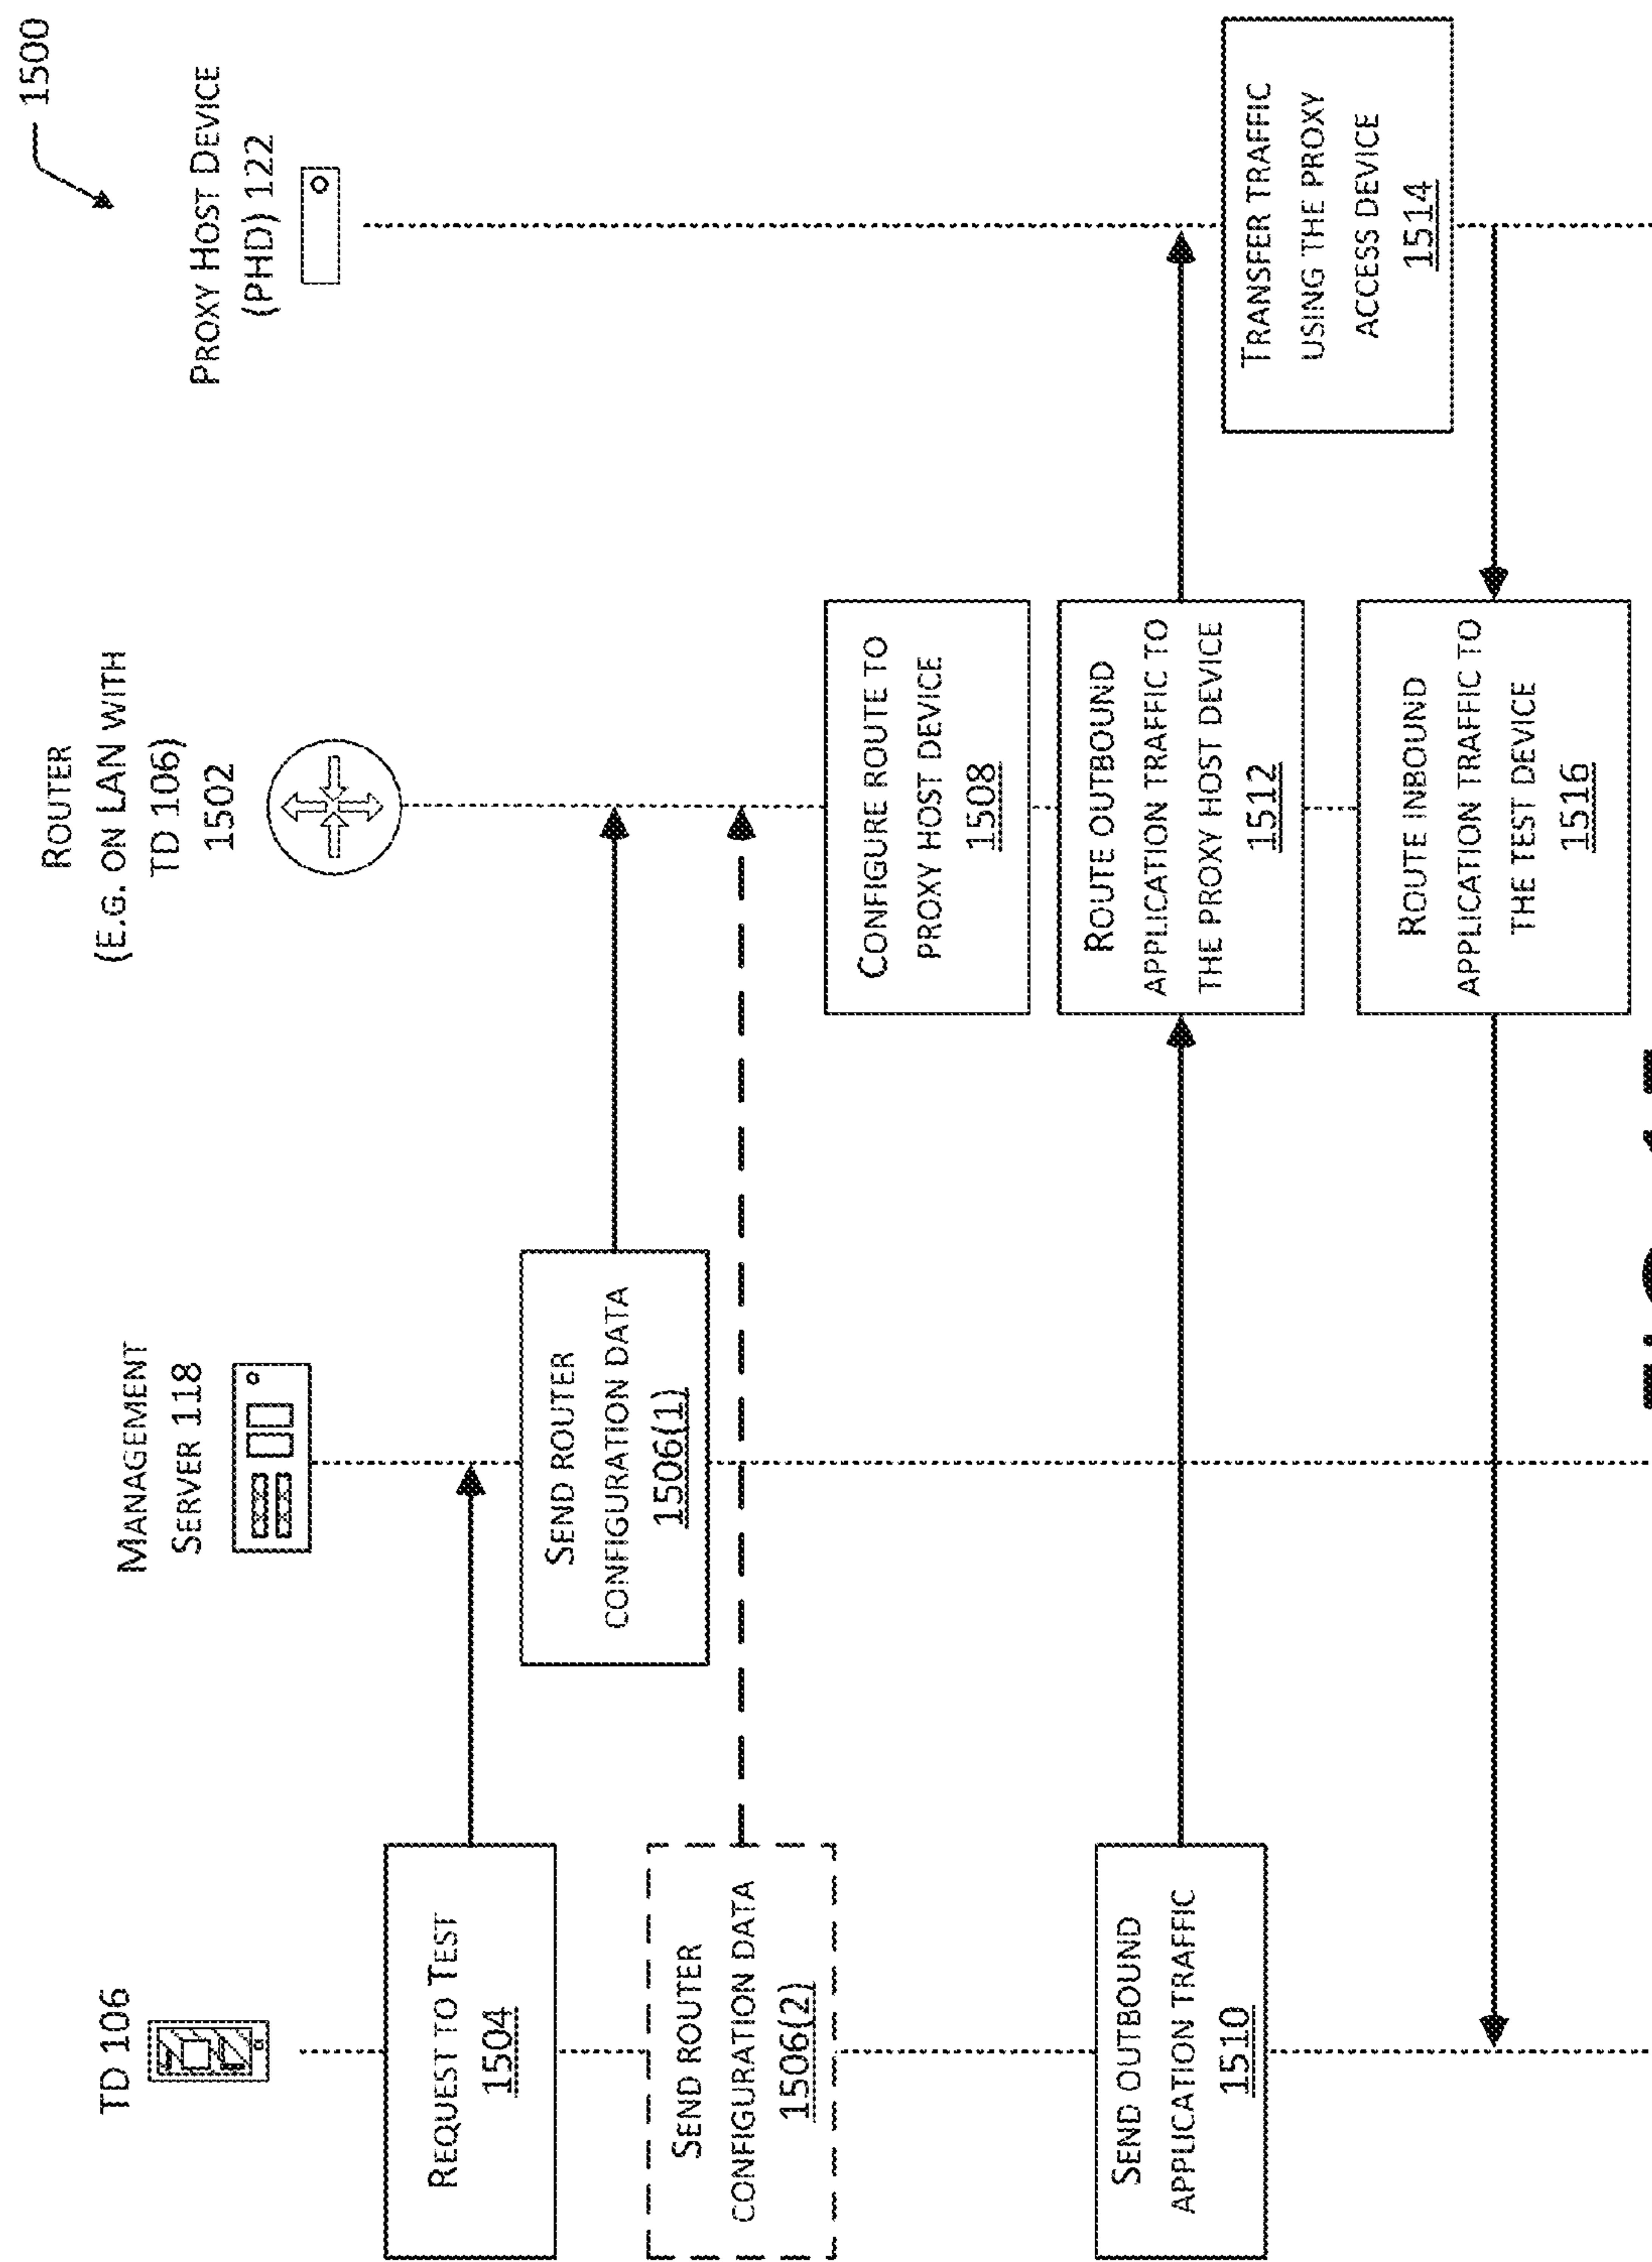 1500
TD 106
MANAGEMENT
SERVER 118
ROUTER
(E.G. ON LAN WITH
TD 106)
1502
PROXY HOST DEVICE
(PHD) 122
REQUEST TO TEST
1504
SEND ROUTER
CONFIGURATION DATA
1506(1)
SEND ROUTER
CONFIGURATION DATA
1506(2)
CONFIGURE ROUTE TO
PROXY HOST DEVICE
1508
SEND OUTBOUND
APPLICATION TRAFFIC
1510
ROUTE OUTBOUND
APPLICATION TRAFFIC TO
THE PROXY HOST DEVICE
1512
TRANSFER TRAFFIC
USING THE PROXY
ACCESS DEVICE
1514
ROUTE INBOUND
APPLICATION TRAFFIC TO
THE TEST DEVICE
1516